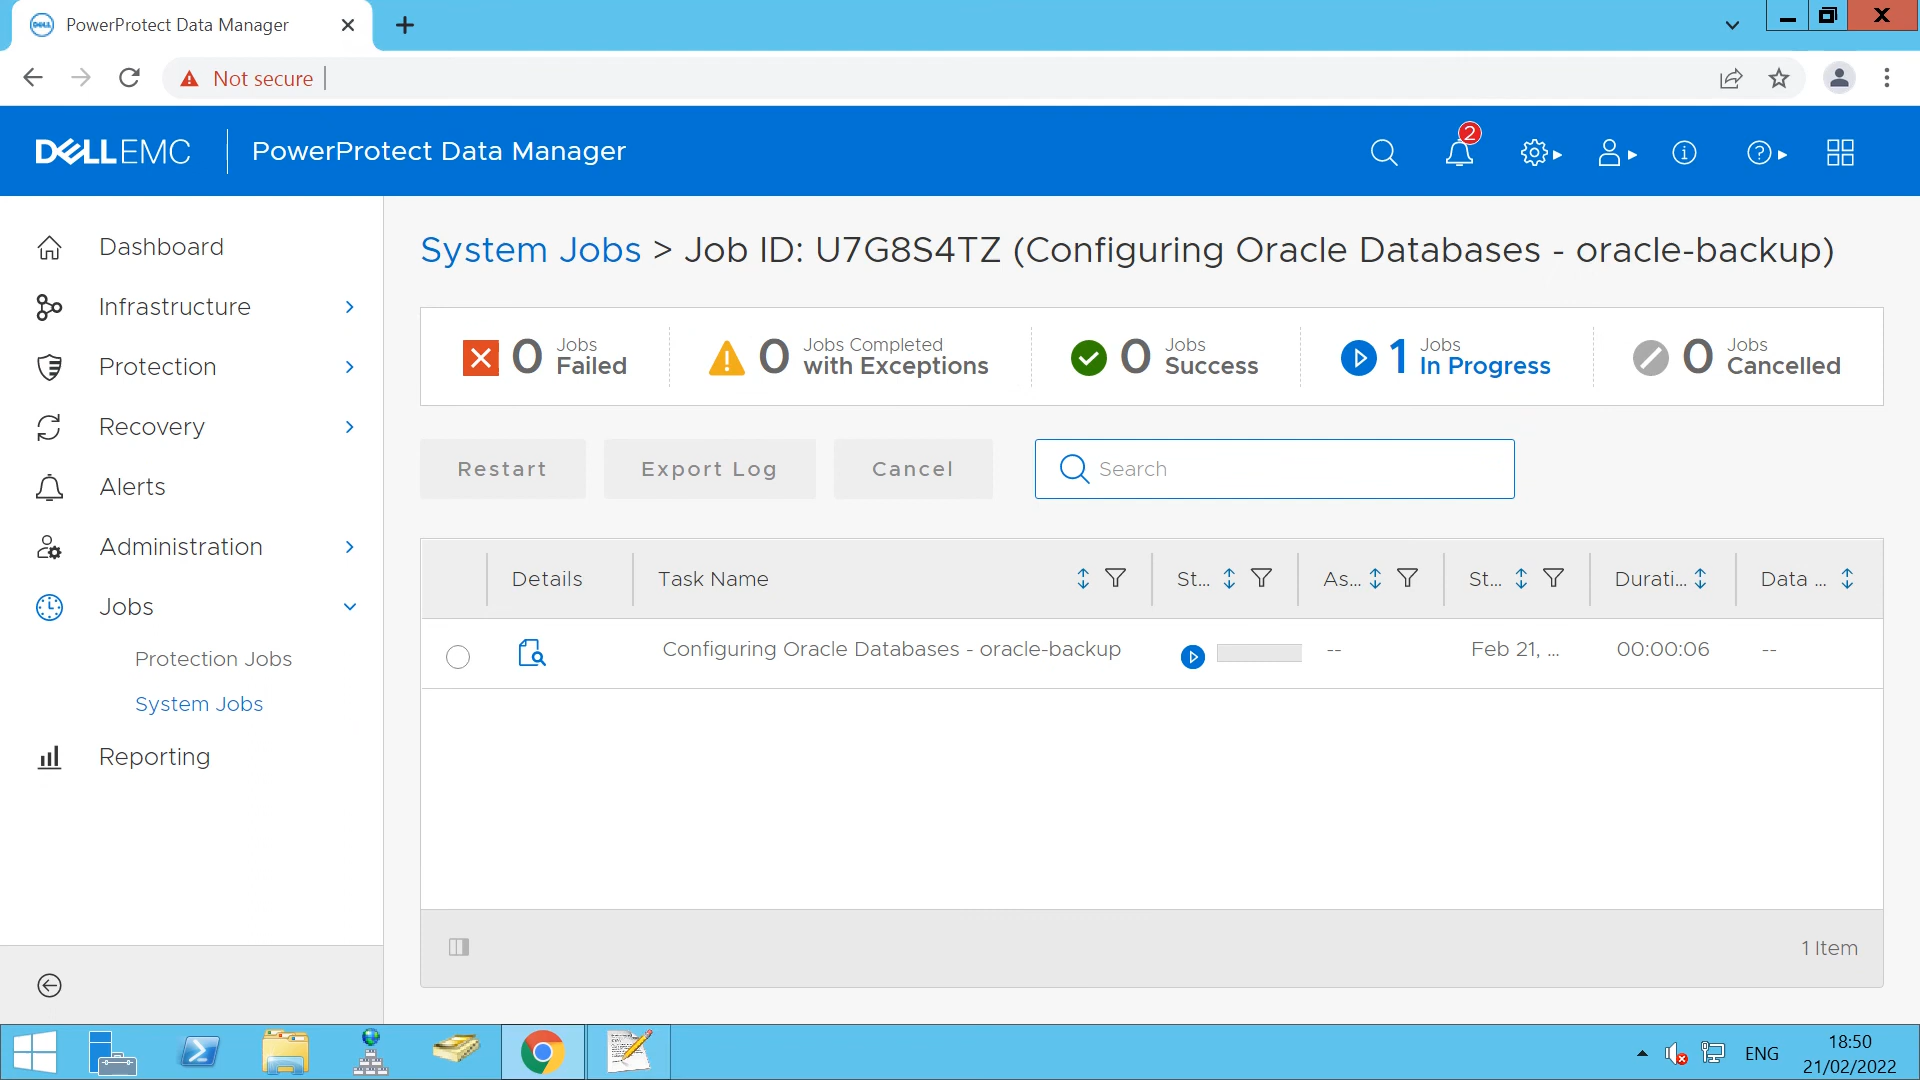 PowerProtect Data Manager
Not secure
DELL EMC
PowerProtect Data Manager
2
Dashboard
Infrastructure
Protection
Recovery
Alerts
Administration
Jobs
Protection Jobs
System Jobs
Reporting
System Jobs > Job ID: U7G8S4TZ (Configuring Oracle Databases - oracle-backup)
0 Jobs Failed
0 Jobs Completed with Exceptions
0 Jobs Success
1 Jobs In Progress
0 Jobs Cancelled
Restart
Export Log
Cancel
Search
Details Task Name St... As... St... Durati... Data ...
Configuring Oracle Databases - oracle-backup -- Feb 21, ... 00:00:06 --
1 Item
ENG
18:50
21/02/2022